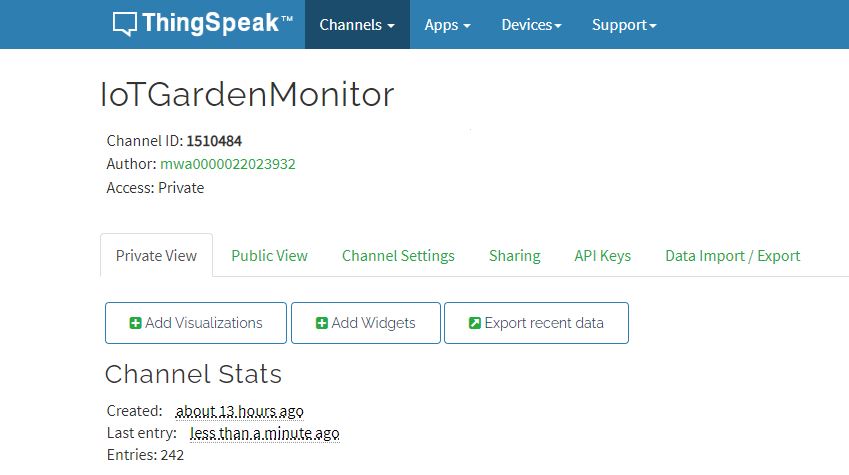 ThingSpeak™ Channels Apps Devices Support
IoTGardenMonitor
Channel ID: 1510484
Author: mwa0000022023932
Access: Private
Private View Public View Channel Settings Sharing API Keys Data Import / Export
Add Visualizations Add Widgets Export recent data
Channel Stats
Created: about 13 hours ago
Last entry: less than a minute ago
Entries: 242